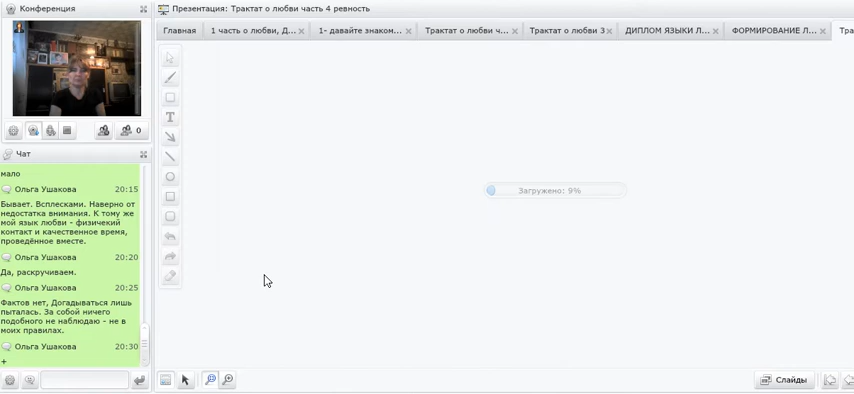 Конференция
Презентация: Трактат о любви часть 4 ревность
Главная
1 часть о любви, Д...
1- давайте знаком...
Трактат о любви ч...
Трактат о любви 3
ДИПЛОМ ЯЗЫКИ Л...
ФОРМИРОВАНИЕ Л...
Тра
T
0
Чат
мало
Ольга Ушакова 20:15
Бывает. Всплесками. Наверно от
недостатка внимания. К тому же
мой язык любви - физичекий
контакт и качественное время,
проведённое вместе.
Ольга Ушакова 20:20
Да, раскручиваем.
Ольга Ушакова 20:25
Фактов нет, Догадываться лишь
пыталась. За собой ничего
подобного не наблюдаю - не в
моих правилах.
Ольга Ушакова 20:30
+
Загружено: 9%
Слайды